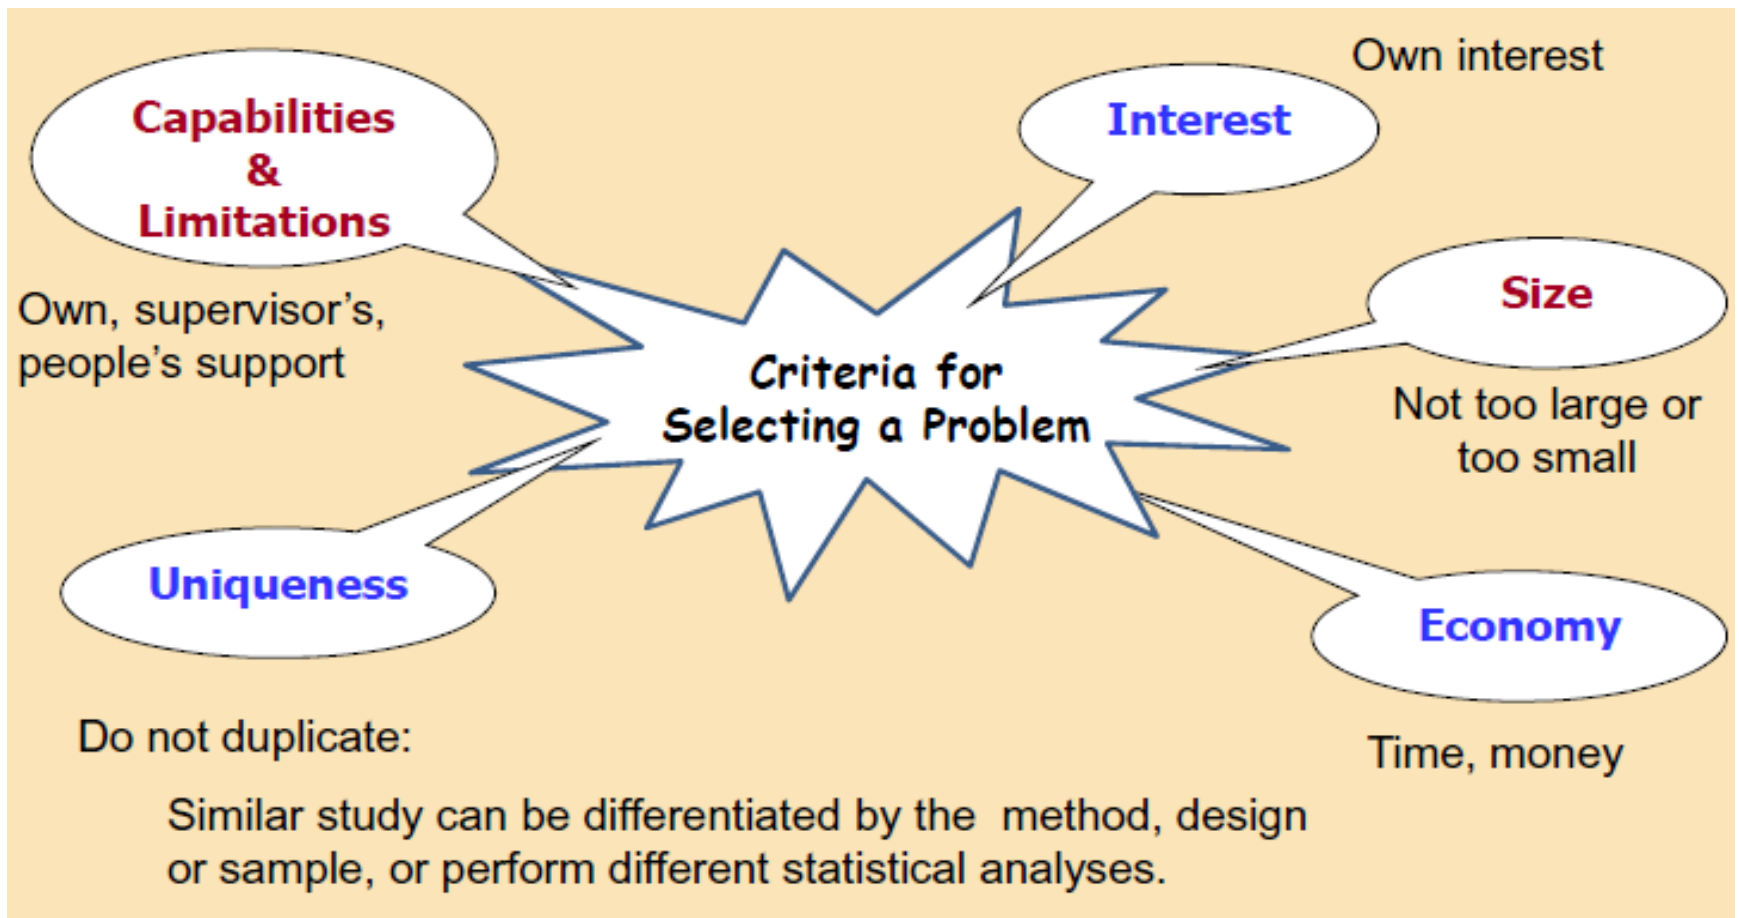 Capabilities
&
Limitations
Own, supervisor's,
people's support
Own interest
Interest
Size
Not too large or
too small
Criteria for
Selecting a Problem
Uniqueness
Economy
Time, money
Do not duplicate:
Similar study can be differentiated by the  method, design
or sample, or perform different statistical analyses.